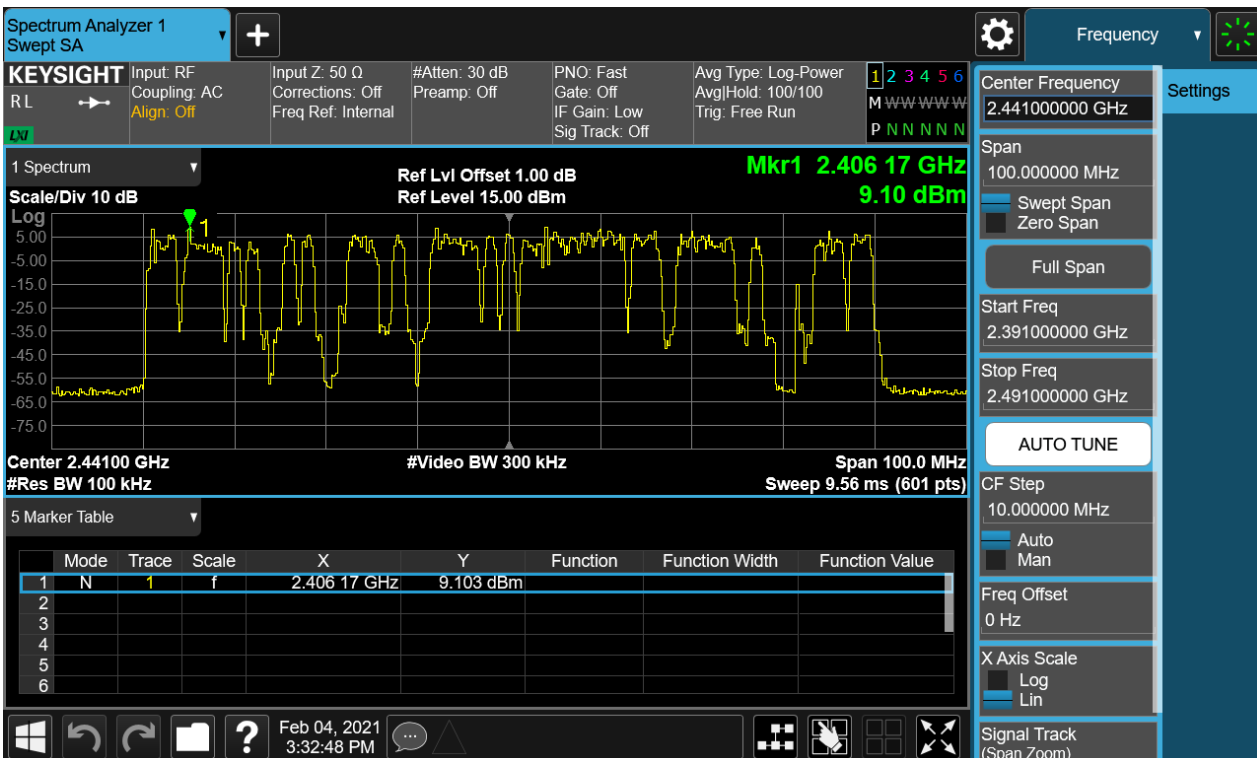 Spectrum Analyzer 1
Swept SA
Frequency
KEYSIGHT
R L
LXI
Input: RF
Coupling: AC
Align: Off
Input Z: 50 Ω
Corrections: Off
Freq Ref: Internal
#Atten: 30 dB
Preamp: Off
PNO: Fast
Gate: Off
IF Gain: Low
Sig Track: Off
Avg Type: Log-Power
Avg|Hold: 100/100
Trig: Free Run
1 2 3 4 5 6
M W W W W W
P N N N N N
1 Spectrum
Scale/Div 10 dB
Ref Lvl Offset 1.00 dB
Ref Level 15.00 dBm
Mkr1 2.406 17 GHz
9.10 dBm
Log
1
5.00
-5.00
-15.0
-25.0
-35.0
-45.0
-55.0
-65.0
-75.0
Center 2.44100 GHz
#Res BW 100 kHz
#Video BW 300 kHz
Span 100.0 MHz
Sweep 9.56 ms (601 pts)
5 Marker Table
Mode Trace Scale X Y Function Function Width Function Value
1 N 1 f 2.406 17 GHz 9.103 dBm
2
3
4
5
6
Feb 04, 2021
3:32:48 PM
Center Frequency
2.441000000 GHz
Settings
Span
100.000000 MHz
Swept Span
Zero Span
Full Span
Start Freq
2.391000000 GHz
Stop Freq
2.491000000 GHz
AUTO TUNE
CF Step
10.000000 MHz
Auto
Man
Freq Offset
0 Hz
X Axis Scale
Log
Lin
Signal Track
(Span Zoom)